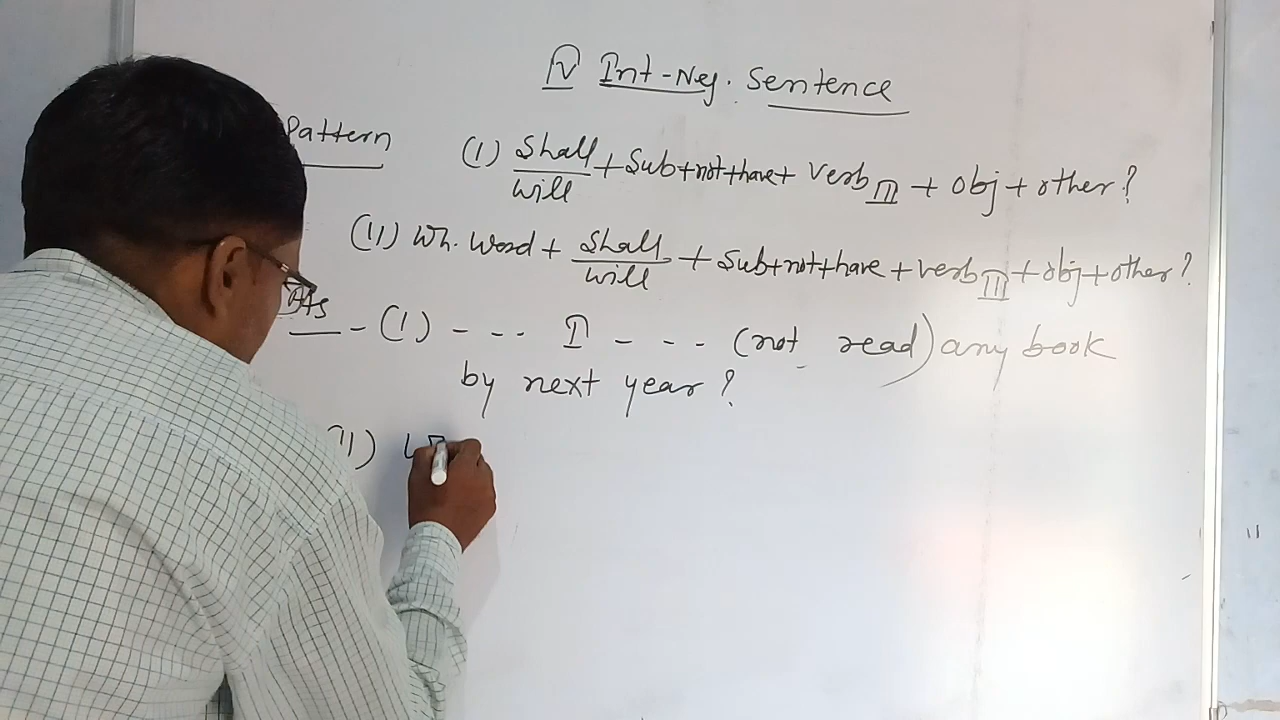 IV Int-Neg. Sentence
Pattern (I) Shall/will + Sub+not+have+ Verb III + Obj + other?
(II) Wh. Word + Shall/will + Sub+not+have + Verb III + obj + other?
- (I) - - - I - - - (not read) any book
by next year?
II)